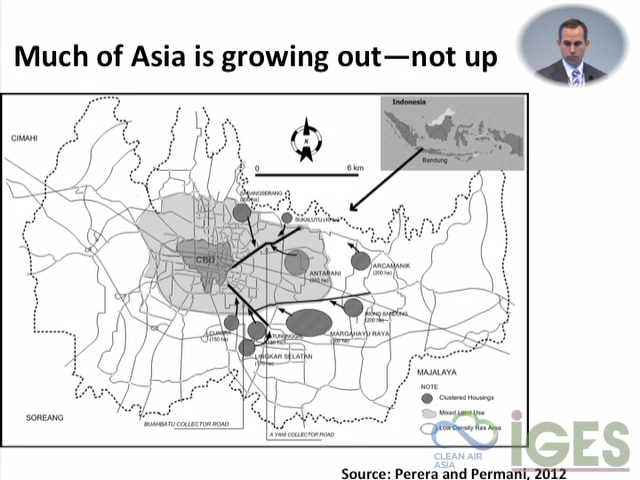 Much of Asia is growing out—not up
Indonesia
Bandung
CIMAHI
0 6 km
SUKALUYU
CBD
ANTAPANI
ARCAMANIK
(200 ha)
MARGAHAYU RAYA
LINGKAR SELATAN
MAJALAYA
NOTE
Clustered Housings
Mixed Land Use
Low Density Res Area
SOREANG
BUAHBATU COLLECTOR ROAD
A YANI COLLECTOR ROAD
CLEAN AIR
ASIA
iGES
Source: Perera and Permani, 2012